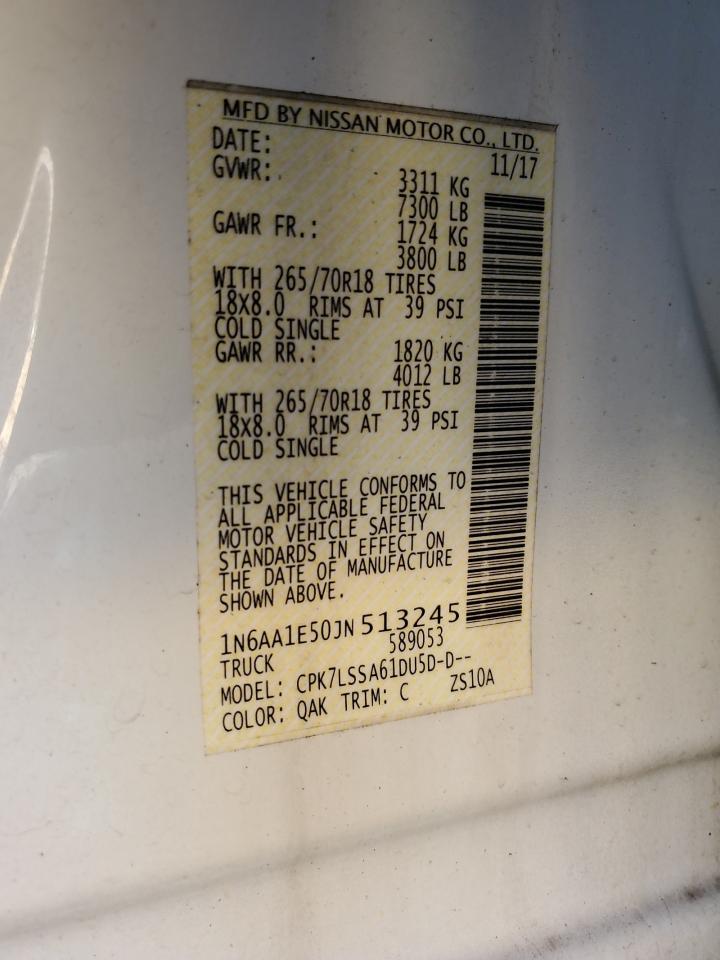 MFD BY NISSAN MOTOR CO., LTD.
DATE: 11/17
GVWR: 3311 KG
7300 LB
GAWR FR.: 1724 KG
3800 LB
WITH 265/70R18 TIRES
18X8.0 RIMS AT 39 PSI
COLD SINGLE
GAWR RR.: 1820 KG
4012 LB
WITH 265/70R18 TIRES
18X8.0 RIMS AT 39 PSI
COLD SINGLE
THIS VEHICLE CONFORMS TO
ALL APPLICABLE FEDERAL
MOTOR VEHICLE SAFETY
STANDARDS IN EFFECT ON
THE DATE OF MANUFACTURE
SHOWN ABOVE.
1N6AA1E50JN513245
TRUCK 589053
MODEL: CPK7LSSA61DU5D-D--
COLOR: QAK TRIM: C ZS10A